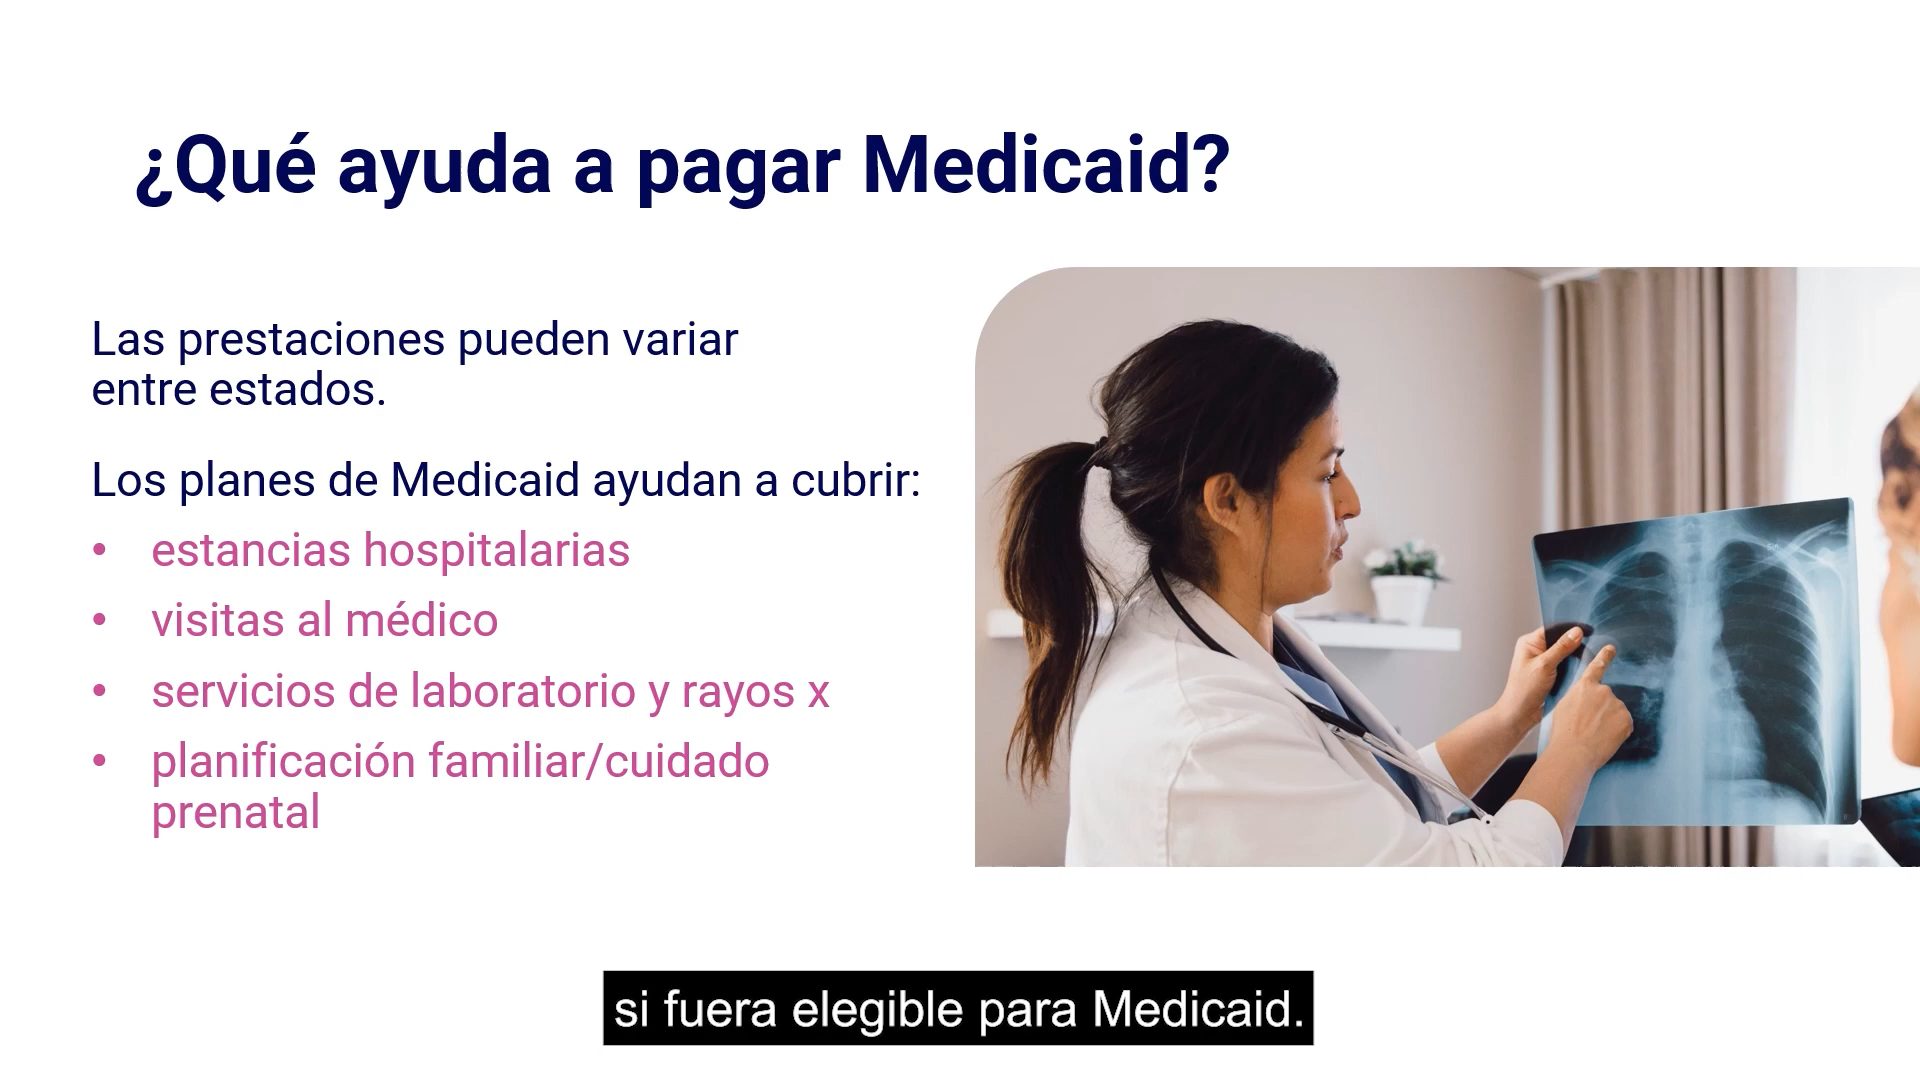 ¿Qué ayuda a pagar Medicaid?
Las prestaciones pueden variar
entre estados.
Los planes de Medicaid ayudan a cubrir:
• estancias hospitalarias
• visitas al médico
• servicios de laboratorio y rayos x
• planificación familiar/cuidado
prenatal
si fuera elegible para Medicaid.